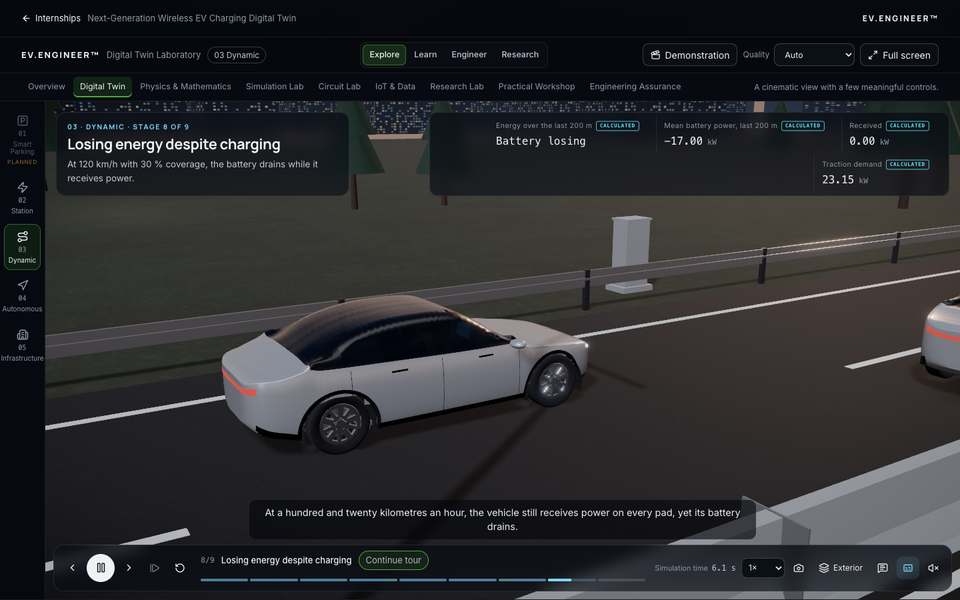 ← Internships Next-Generation Wireless EV Charging Digital Twin EV.ENGINEER™
EV.ENGINEER™ Digital Twin Laboratory 03 Dynamic Explore Learn Engineer Research Demonstration Quality Auto Full screen
Overview Digital Twin Physics & Mathematics Simulation Lab Circuit Lab IoT & Data Research Lab Practical Workshop Engineering Assurance A cinematic view with a few meaningful controls.
P
01
Smart
Parking
PLANNED
02
Station
03
Dynamic
04
Autonomous
05
Infrastructure
03 · DYNAMIC · STAGE 8 OF 9
Losing energy despite charging
At 120 km/h with 30 % coverage, the battery drains while it
receives power.
Energy over the last 200 m CALCULATED
Battery losing
Mean battery power, last 200 m CALCULATED
−17.00 kW
Received CALCULATED
0.00 kW
Traction demand CALCULATED
23.15 kW
At a hundred and twenty kilometres an hour, the vehicle still receives power on every pad, yet its battery
drains.
8/9 Losing energy despite charging Continue tour
Simulation time 6.1 s 1× Exterior